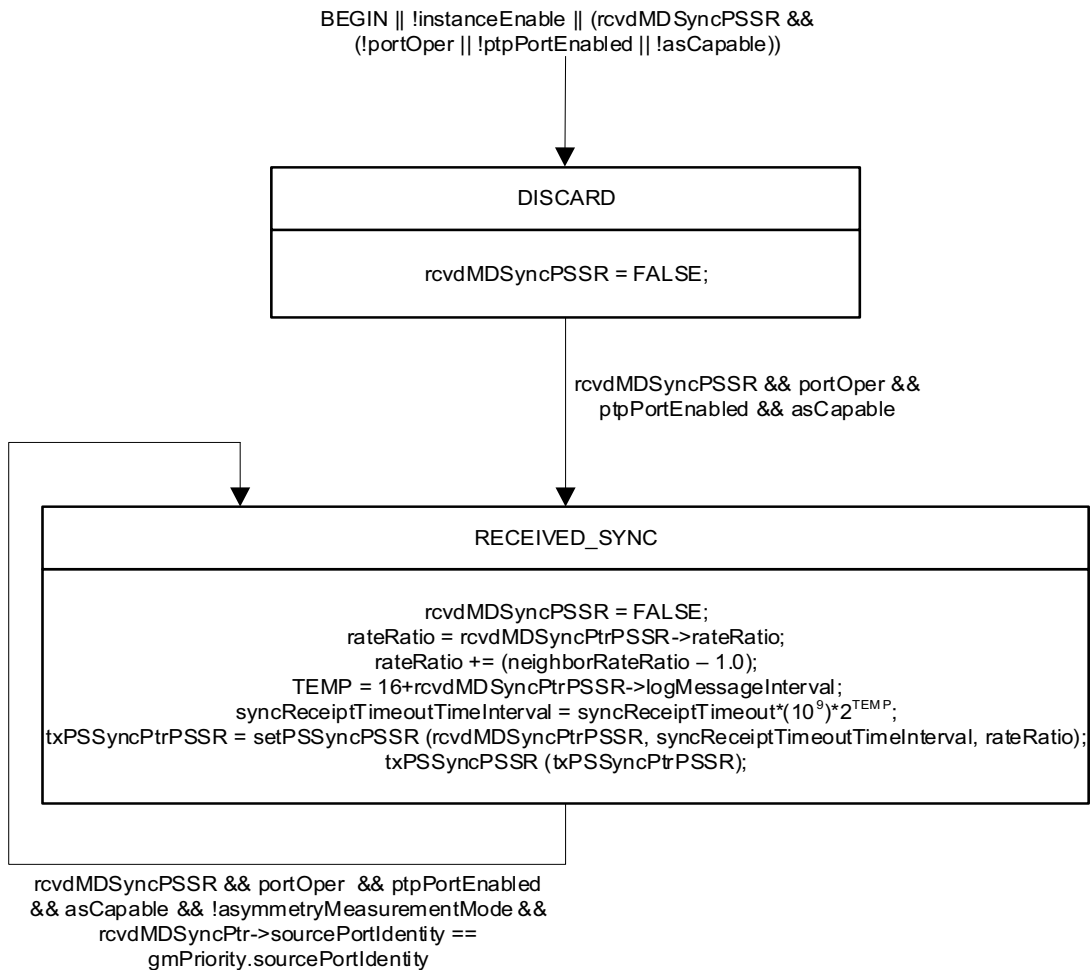 BEGIN || !instanceEnable || (rcvdMDSyncPSSR &&
(!portOper || !ptpPortEnabled || !asCapable))
DISCARD
rcvdMDSyncPSSR = FALSE;
rcvdMDSyncPSSR && portOper &&
ptpPortEnabled && asCapable
RECEIVED_SYNC
rcvdMDSyncPSSR = FALSE;
rateRatio = rcvdMDSyncPtrPSSR->rateRatio;
rateRatio += (neighborRateRatio – 1.0);
TEMP = 16+rcvdMDSyncPtrPSSR->logMessageInterval;
syncReceiptTimeoutTimeInterval = syncReceiptTimeout*(10⁹)*2^TEMP;
txPSSyncPtrPSSR = setPSSyncPSSR (rcvdMDSyncPtrPSSR, syncReceiptTimeoutTimeInterval, rateRatio);
txPSSyncPSSR (txPSSyncPtrPSSR);
rcvdMDSyncPSSR && portOper && ptpPortEnabled
&& asCapable && !asymmetryMeasurementMode &&
rcvdMDSyncPtr->sourcePortIdentity ==
gmPriority.sourcePortIdentity